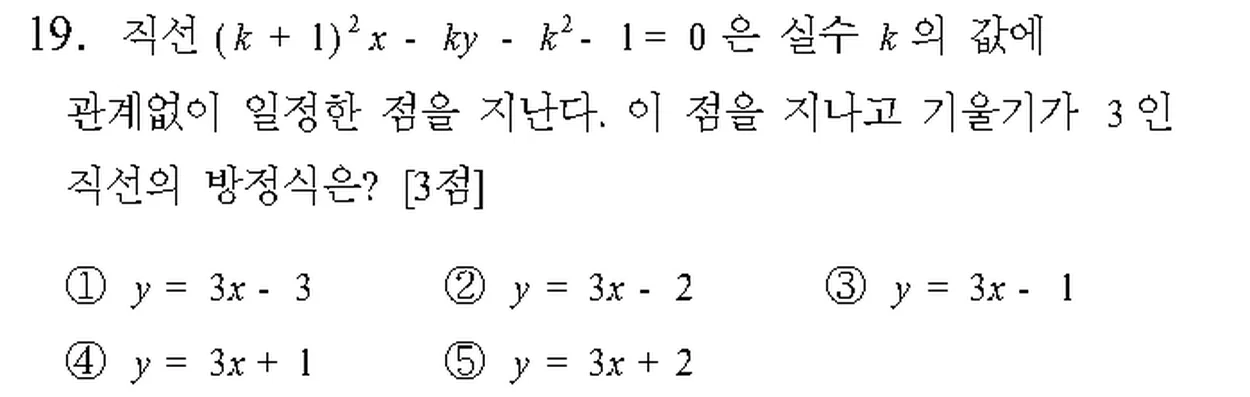 19. 직선 (k + 1)²x - ky - k² - 1 = 0 은 실수 k 의 값에
관계없이 일정한 점을 지난다. 이 점을 지나고 기울기가 3 인
직선의 방정식은? [3점]
① y = 3x - 3 ② y = 3x - 2 ③ y = 3x - 1
④ y = 3x + 1 ⑤ y = 3x + 2